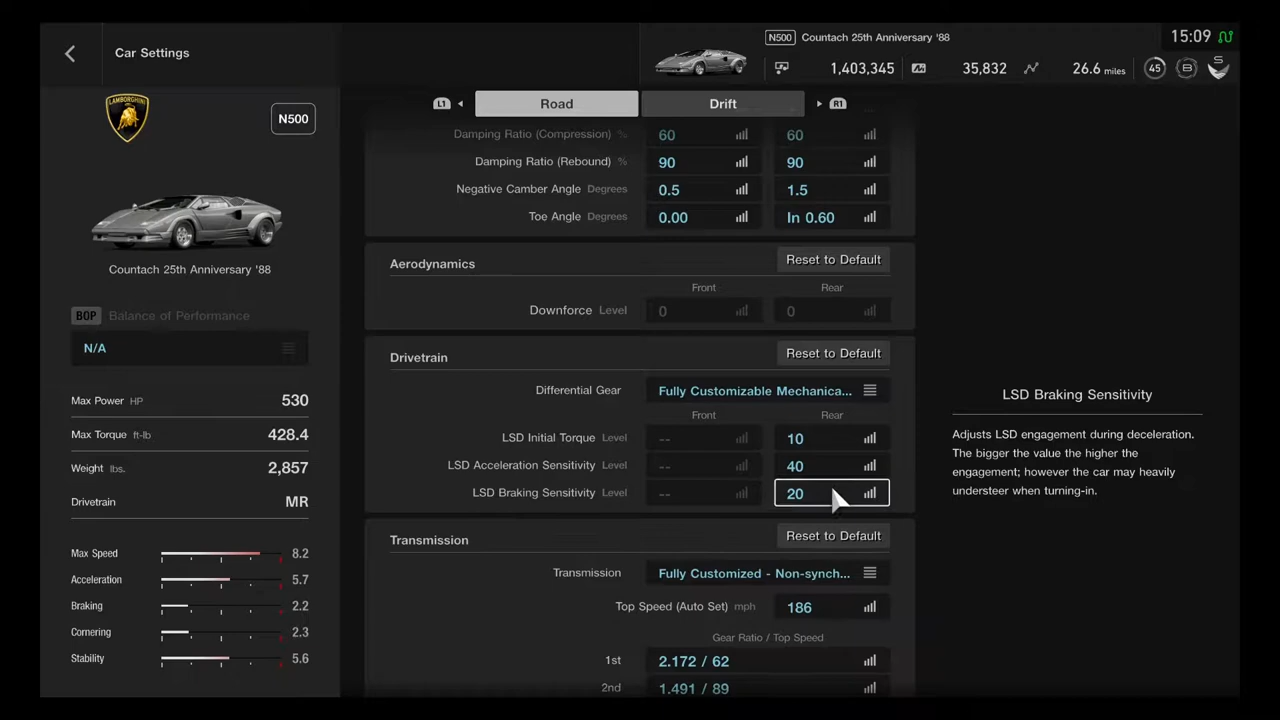 Car Settings
N500 Countach 25th Anniversary '88
15:09
1,403,345 35,832 26.6 miles 45 B S
L1 Road Drift R1
LAMBORGHINI
N500
Countach 25th Anniversary '88
BOP Balance of Performance
N/A
Max Power HP 530
Max Torque ft-lb 428.4
Weight lbs. 2,857
Drivetrain MR
Max Speed 8.2
Acceleration 5.7
Braking 2.2
Cornering 2.3
Stability 5.6
Damping Ratio (Compression) % 60 60
Damping Ratio (Rebound) % 90 90
Negative Camber Angle Degrees 0.5 1.5
Toe Angle Degrees 0.00 In 0.60
Aerodynamics Reset to Default
Front Rear
Downforce Level 0 0
Drivetrain Reset to Default
Differential Gear Fully Customizable Mechanica...
Front Rear
LSD Initial Torque Level -- 10
LSD Acceleration Sensitivity Level -- 40
LSD Braking Sensitivity Level -- 20
Transmission Reset to Default
Transmission Fully Customized - Non-synch...
Top Speed (Auto Set) mph 186
Gear Ratio / Top Speed
1st 2.172 / 62
2nd 1.491 / 89
LSD Braking Sensitivity
Adjusts LSD engagement during deceleration.
The bigger the value the higher the
engagement; however the car may heavily
understeer when turning-in.